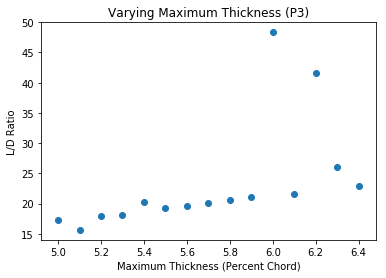 Varying Maximum Thickness (P3)
50
45
40
35
30
25
20
15
L/D Ratio
5.0 5.2 5.4 5.6 5.8 6.0 6.2 6.4
Maximum Thickness (Percent Chord)